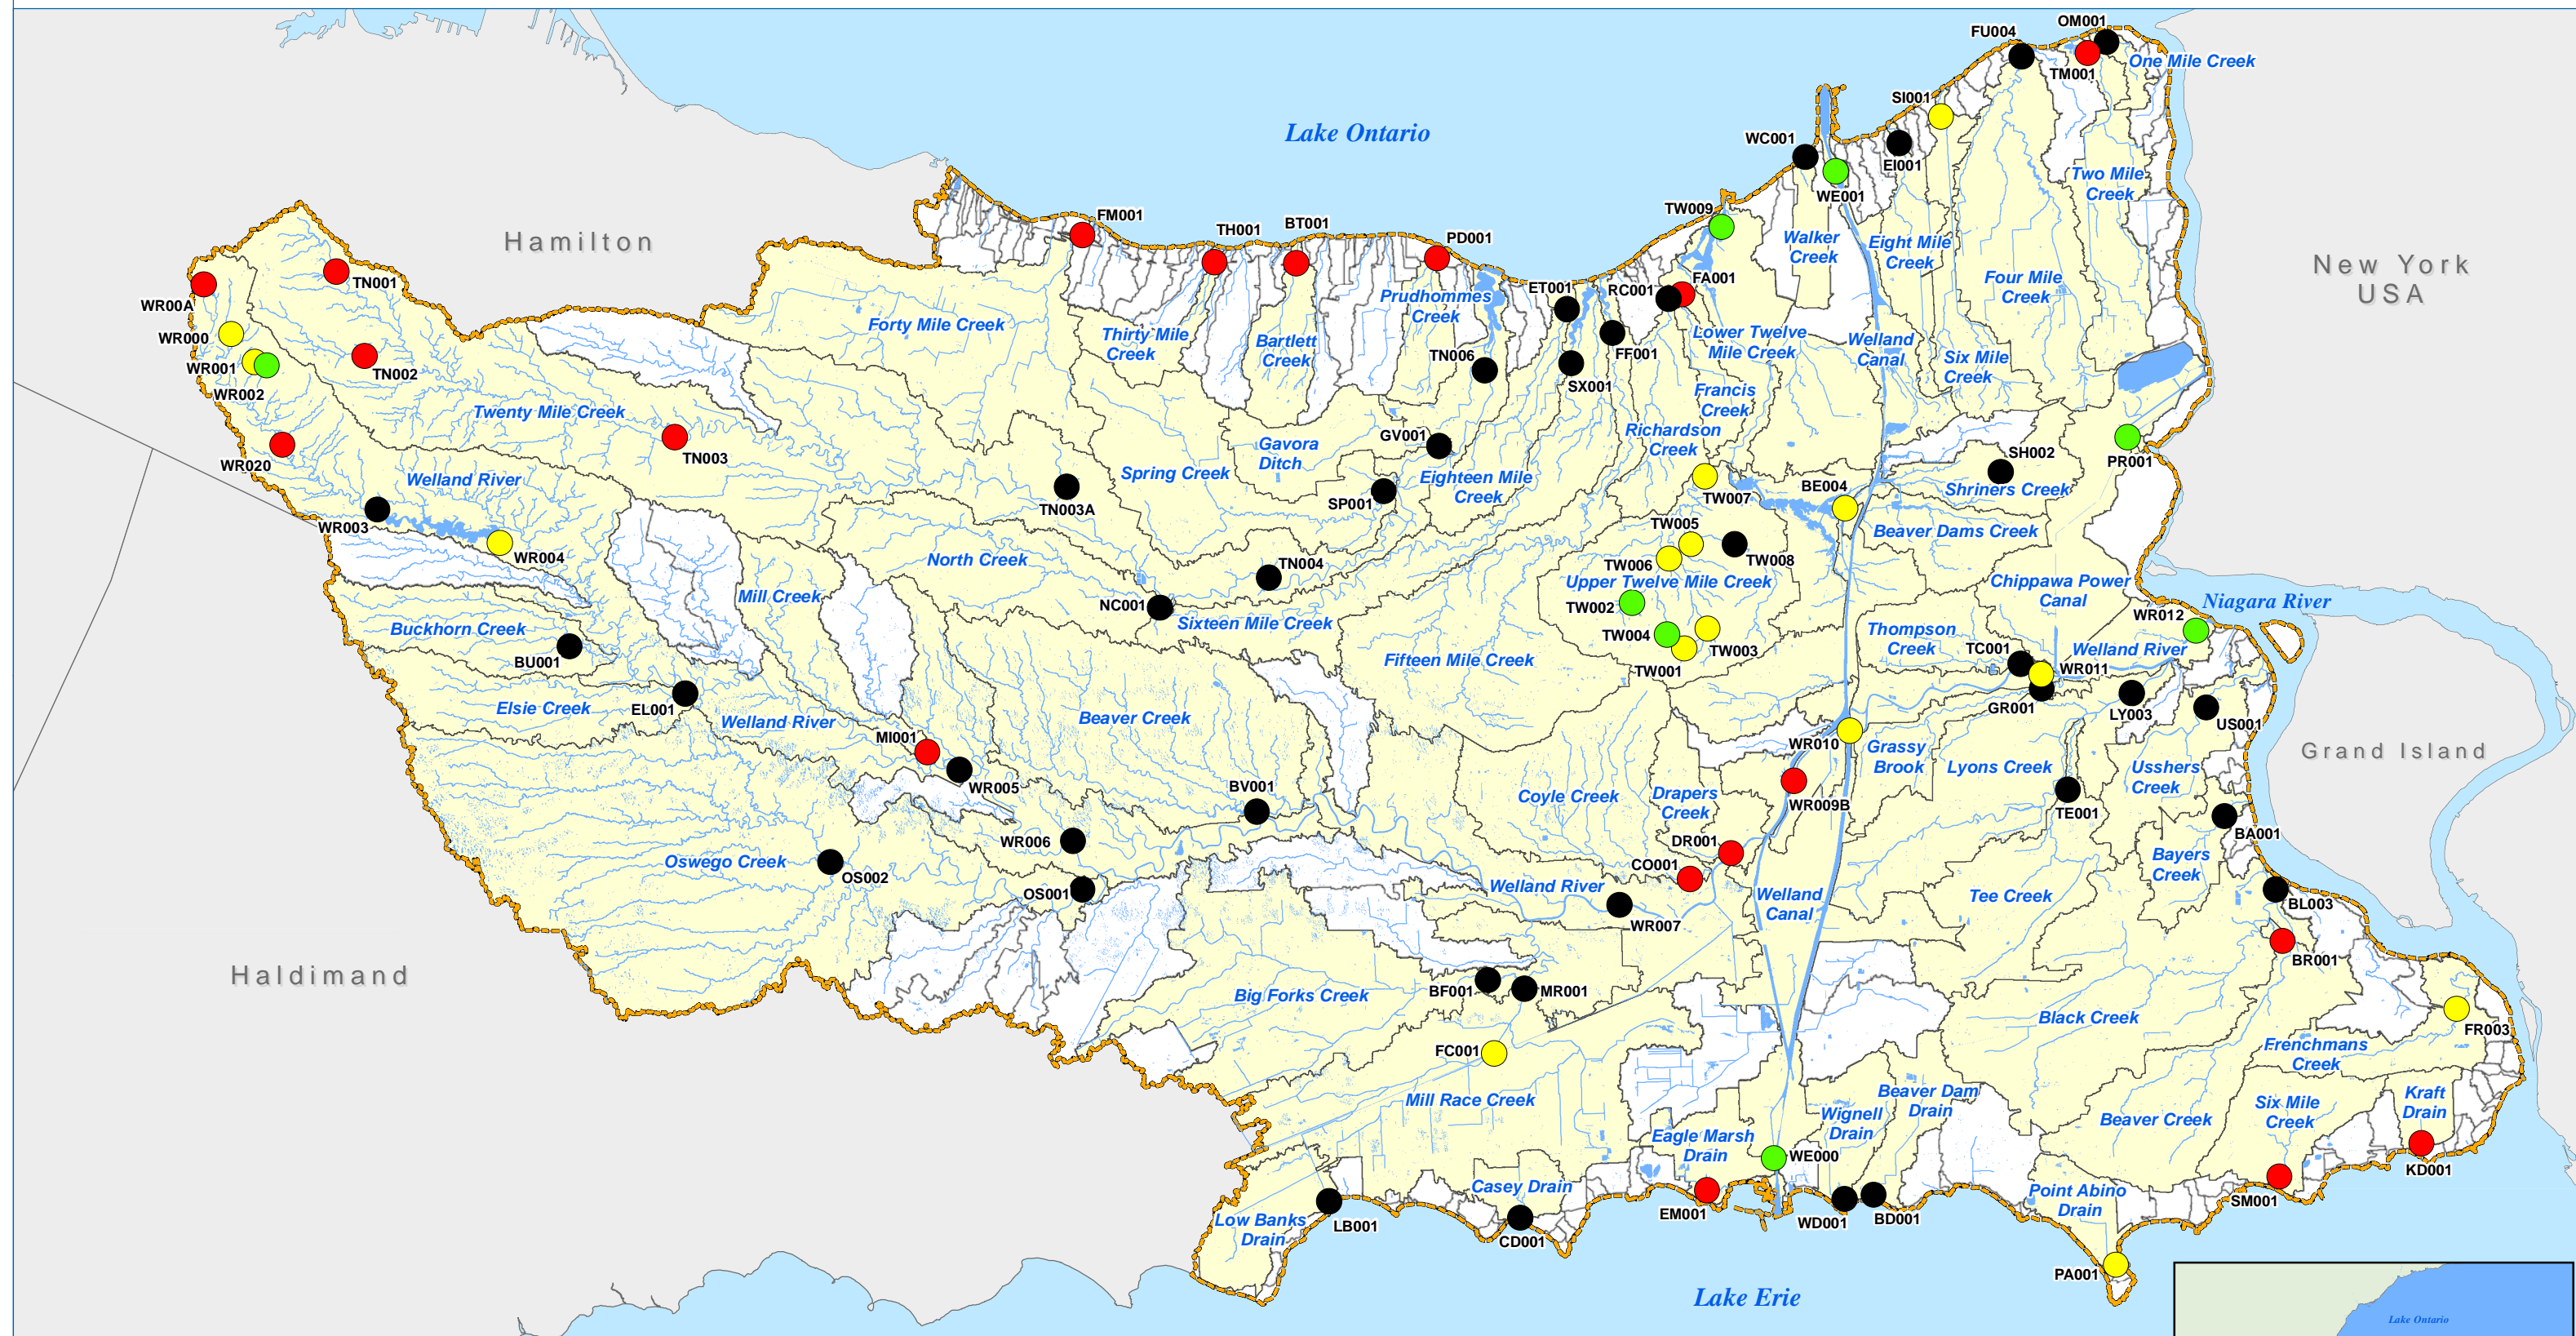 OM001
FU004
One Mile Creek
TM001
SI001
Lake Ontario
WC001
EI001
Two Mile
Creek
WE001
TW009
FM001
TH001
BT001
PD001
Hamilton
Walker
Creek
Eight Mile
Creek
New York
USA
TN001
WR00A
FA001
RC001
ET001
Four Mile
Creek
Prudhommes
Creek
Forty Mile Creek
Thirty Mile
Creek
Bartlett
Creek
Lower Twelve
Mile Creek
WR000
FF001
Welland
Canal
TN006
Six Mile
Creek
WR001
TN002
SX001
WR002
Francis
Creek
Twenty Mile Creek
Richardson
Creek
GV001
Gavora
Ditch
TN003
WR020
SH002
PR001
Spring Creek
Eighteen Mile
Creek
Welland River
Shriners Creek
BE004
TW007
SP001
TN003A
WR003
TW005
Beaver Dams Creek
WR004
North Creek
TN004
TW006
TW008
Upper Twelve Mile Creek
Chippawa Power
Canal
Mill Creek
NC001
TW002
Niagara River
WR012
Sixteen Mile Creek
Buckhorn Creek
TW004
Thompson
Creek
BU001
TC001
Welland River
TW003
Fifteen Mile Creek
WR011
TW001
Elsie Creek
EL001
GR001
LY003
US001
Welland River
Beaver Creek
MI001
WR010
Grassy
Brook
Grand Island
Lyons Creek
Usshers
Creek
WR005
BV001
Coyle Creek
Drapers
Creek
WR009B
TE001
BA001
WR006
DR001
Oswego Creek
CO001
Bayers
Creek
OS002
OS001
Welland River
Welland
Canal
Tee Creek
BL003
WR007
BR001
Haldimand
BF001
MR001
Big Forks Creek
Black Creek
FR003
FC001
Frenchmans
Creek
Mill Race Creek
Beaver Dam
Drain
Wignell
Drain
Kraft
Drain
Beaver Creek
Six Mile
Creek
Eagle Marsh
Drain
WE000
KD001
Casey Drain
Point Abino
Drain
SM001
EM001
WD001
BD001
LB001
Low Banks
Drain
CD001
PA001
Lake Erie
Lake Ontario